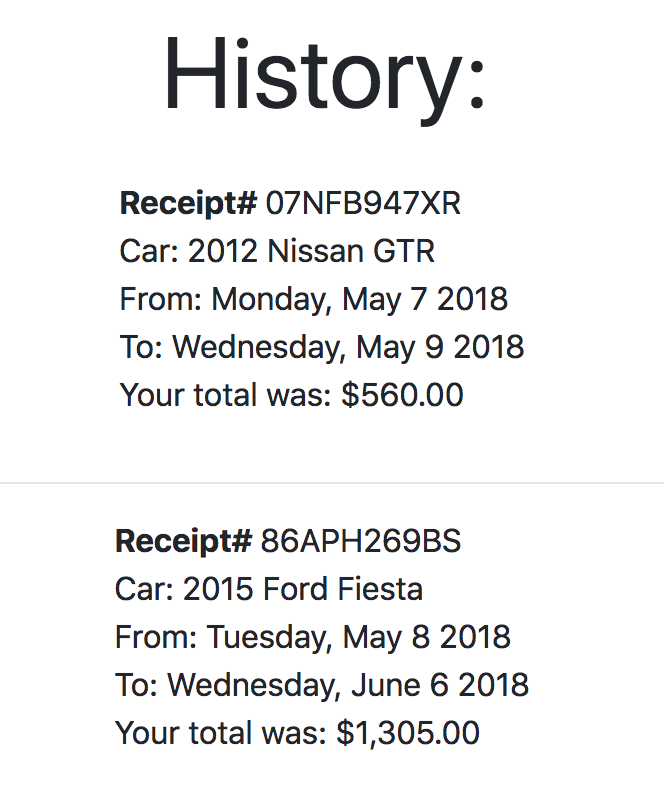 History:
Receipt# 07NFB947XR
Car: 2012 Nissan GTR
From: Monday, May 7 2018
To: Wednesday, May 9 2018
Your total was: $560.00
Receipt# 86APH269BS
Car: 2015 Ford Fiesta
From: Tuesday, May 8 2018
To: Wednesday, June 6 2018
Your total was: $1,305.00